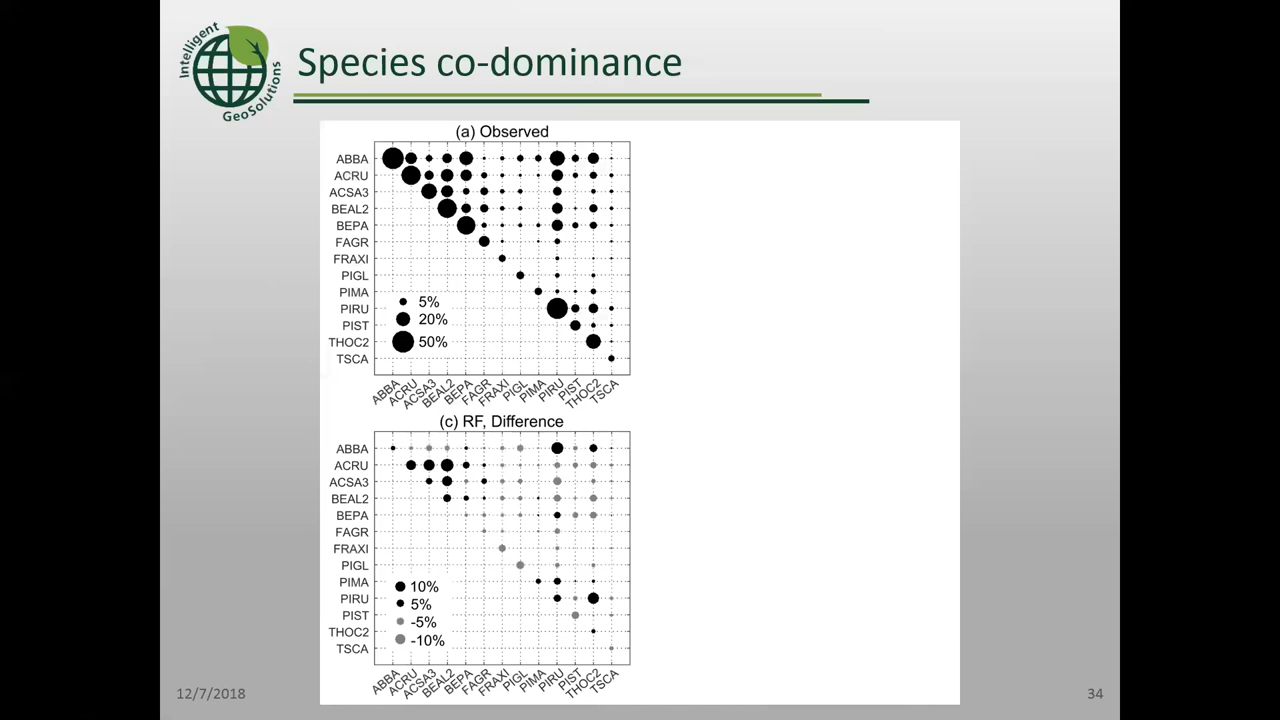 Intelligent
GeoSolutions
Species co-dominance
(a) Observed
ABBA
ACRU
ACSA3
BEAL2
BEPA
FAGR
FRAXI
PIGL
PIMA
PIRU
PIST
THOC2
TSCA
5%
20%
50%
ABBA ACRU ACSA3 BEAL2 BEPA FAGR FRAXI PIGL PIMA PIRU PIST THOC2 TSCA
(c) RF, Difference
ABBA
ACRU
ACSA3
BEAL2
BEPA
FAGR
FRAXI
PIGL
PIMA
PIRU
PIST
THOC2
TSCA
10%
5%
-5%
-10%
ABBA ACRU ACSA3 BEAL2 BEPA FAGR FRAXI PIGL PIMA PIRU PIST THOC2 TSCA
12/7/2018
34